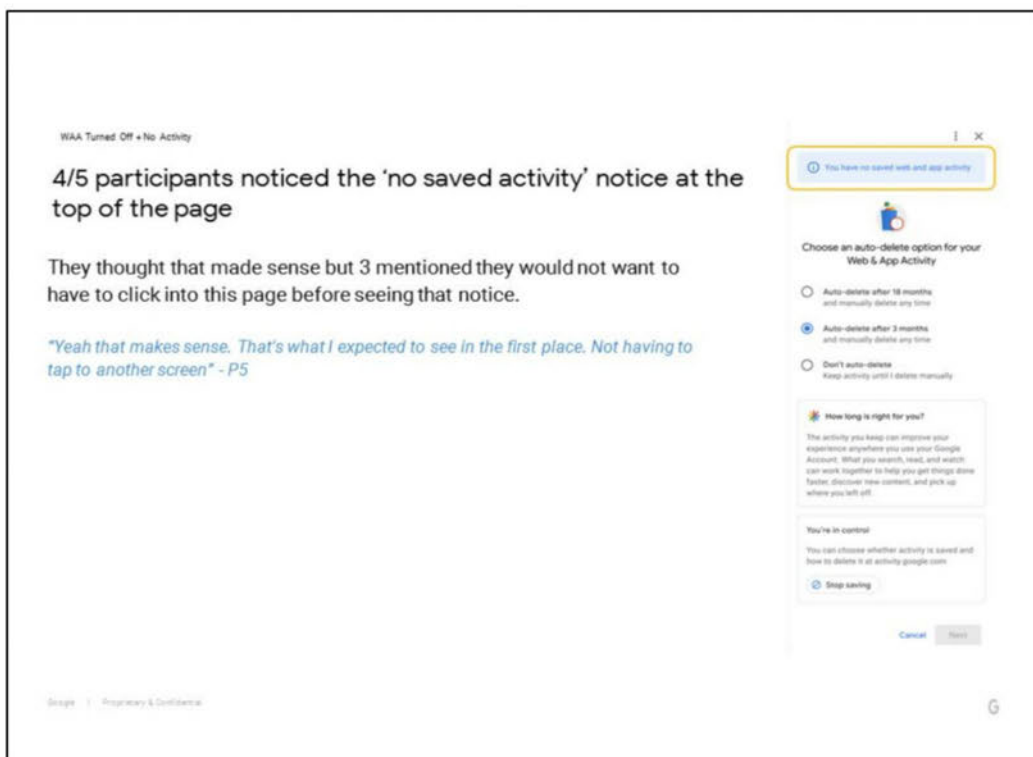 WAA Turned Off + No Activity
4/5 participants noticed the ‘no saved activity’ notice at the
top of the page
They thought that made sense but 3 mentioned they would not want to
have to click into this page before seeing that notice.
"Yeah that makes sense. That's what I expected to see in the first place. Not having to
tap to another screen" - P5
You have no saved web and app activity
Choose an auto-delete option for your
Web & App Activity
Auto-delete after 18 months
and manually delete any time
Auto-delete after 3 months
and manually delete any time
Don't auto-delete
Keep activity until I delete manually
How long is right for you?
The activity you keep can improve your
experience anywhere you use your Google
Account. What you search, read, and watch
can work together to help you get things done
faster, discover new content, and pick up
where you left off.
You're in control
You can choose whether activity is saved and
how to delete it at activity.google.com
Stop saving
Cancel
Next
Google | Proprietary & Confidential
G